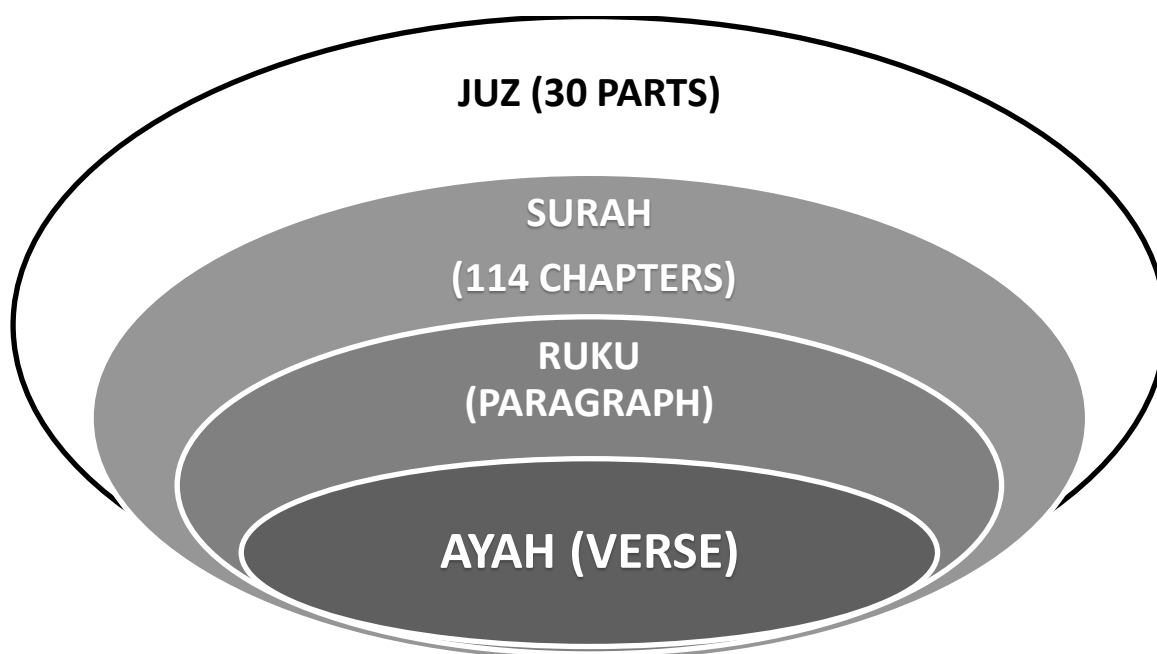 JUZ (30 PARTS)
SURAH
(114 CHAPTERS)
RUKU
(PARAGRAPH)
AYAH (VERSE)